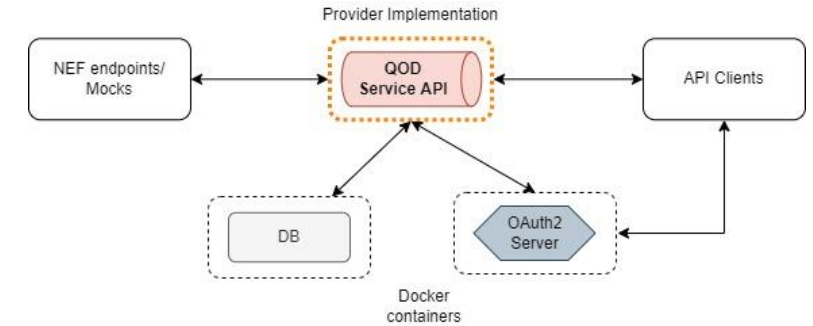 Provider Implementation
NEF endpoints/
Mocks
QOD
Service API
API Clients
DB
OAuth2
Server
Docker
containers